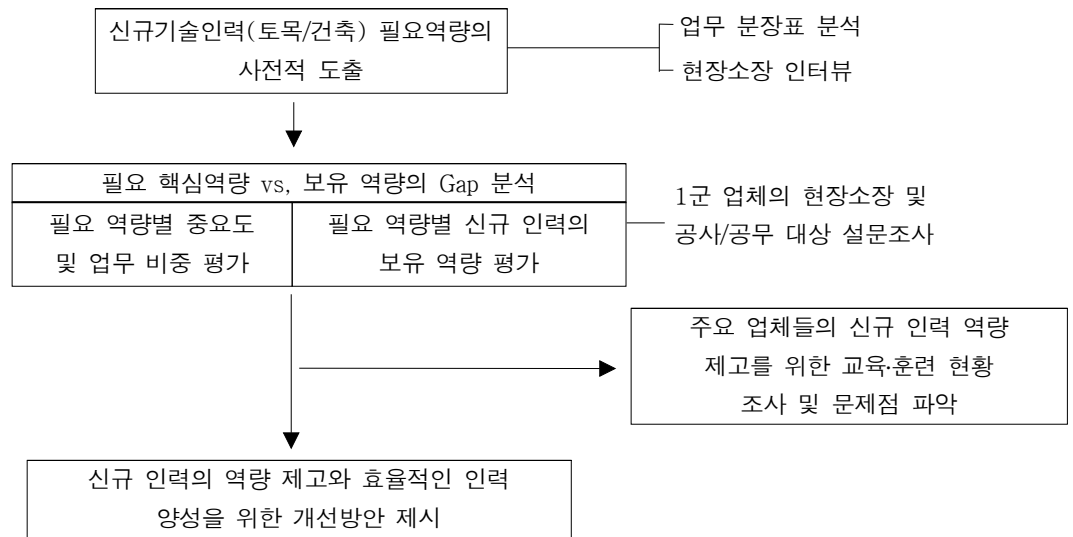 신규기술인력(토목/건축) 필요역량의
사전적 도출
업무 분장표 분석
현장소장 인터뷰
필요 핵심역량 vs, 보유 역량의 Gap 분석
필요 역량별 중요도
및 업무 비중 평가
필요 역량별 신규 인력의
보유 역량 평가
1군 업체의 현장소장 및
공사/공무 대상 설문조사
주요 업체들의 신규 인력 역량
제고를 위한 교육·훈련 현황
조사 및 문제점 파악
신규 인력의 역량 제고와 효율적인 인력
양성을 위한 개선방안 제시